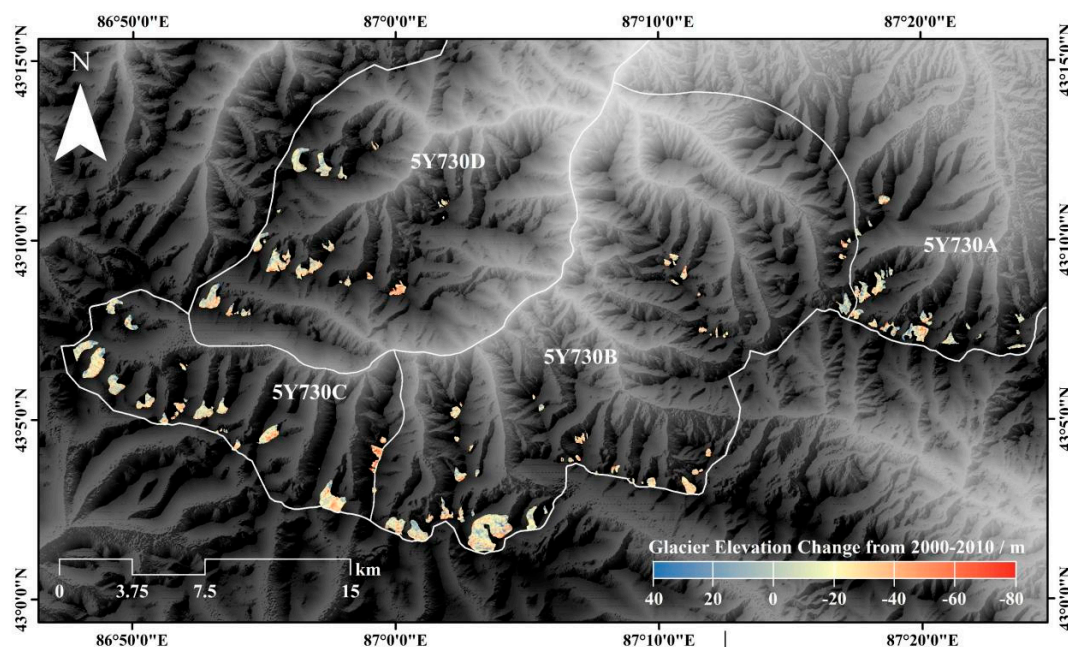 86°50'0"E 87°0'0"E 87°10'0"E 87°20'0"E
43°15'0"N 43°15'0"N
N
5Y730D
43°10'0"N 5Y730A 43°10'0"N
5Y730B
5Y730C
43°5'0"N 43°5'0"N
Glacier Elevation Change from 2000-2010 / m
km
0 3.75 7.5 15
40 20 0 -20 -40 -60 -80
43°0'0"N 43°0'0"N
86°50'0"E 87°0'0"E 87°10'0"E 87°20'0"E